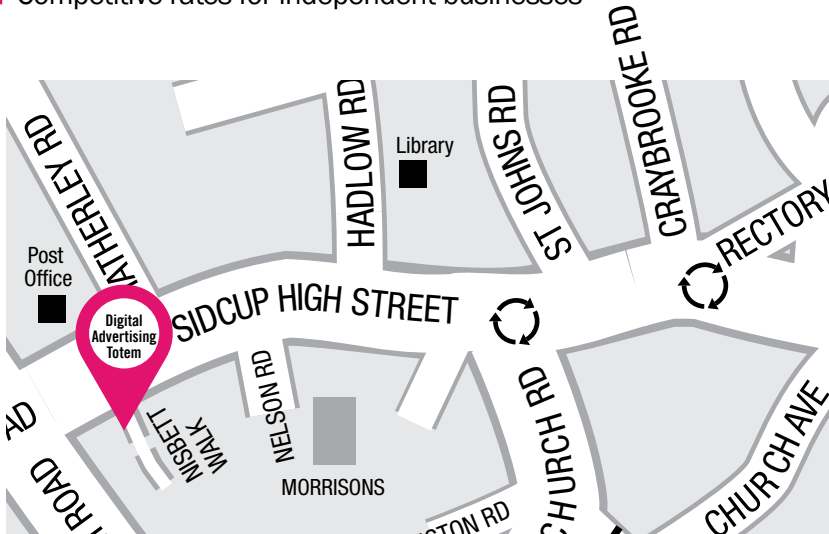 Competitive rates for independent businesses
HADLOW RD
ST JOHNS RD
CRAYBROOKE RD
RECTORY
Library
Post
Office
Digital
Advertising
Totem
SIDCUP HIGH STREET
NISBETT
WALK
NELSON RD
MORRISONS
CHURCH RD
CHURCH AVE
ROAD
RD